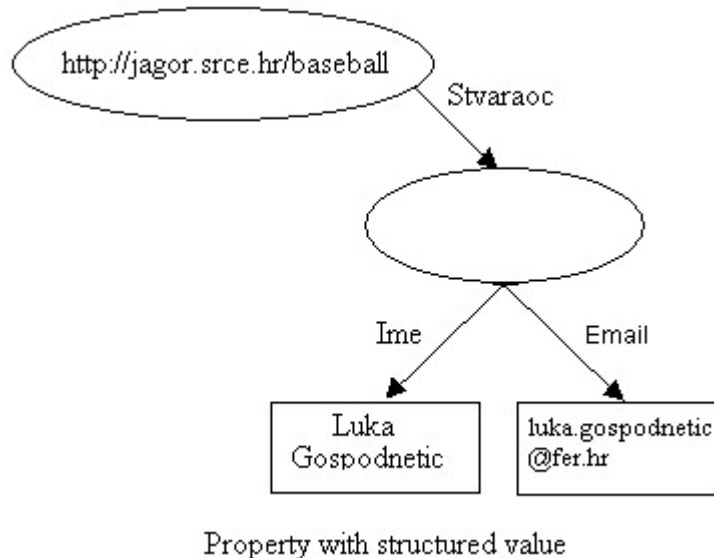 http://jagor.srce.hr/baseball
Stvaraoc
Ime
Email
Luka
Gospodnetic
luka.gospodnetic
@fer.hr
Property with structured value